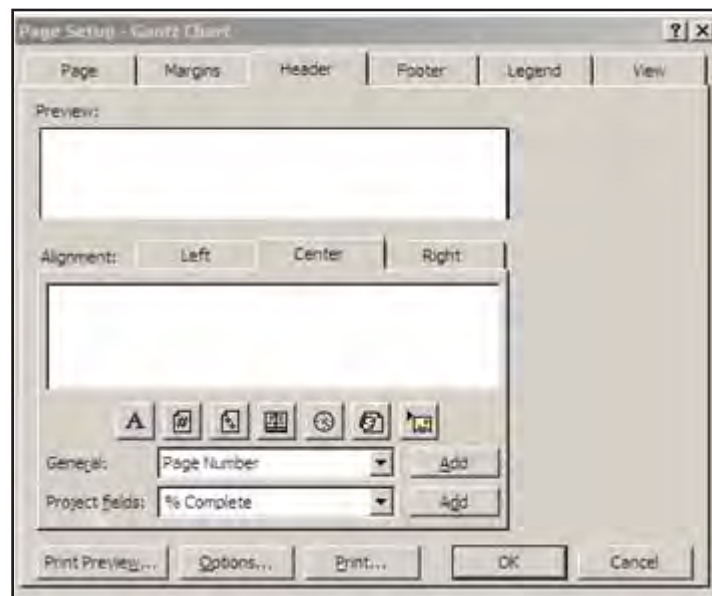 Page Setup - Gantt Chart ? ×
Page Margins Header Footer Legend View
Preview:
Alignment: Left Center Right
A # 
General: Page Number Add
Project fields: % Complete Add
Print Preview... Options... Print... OK Cancel